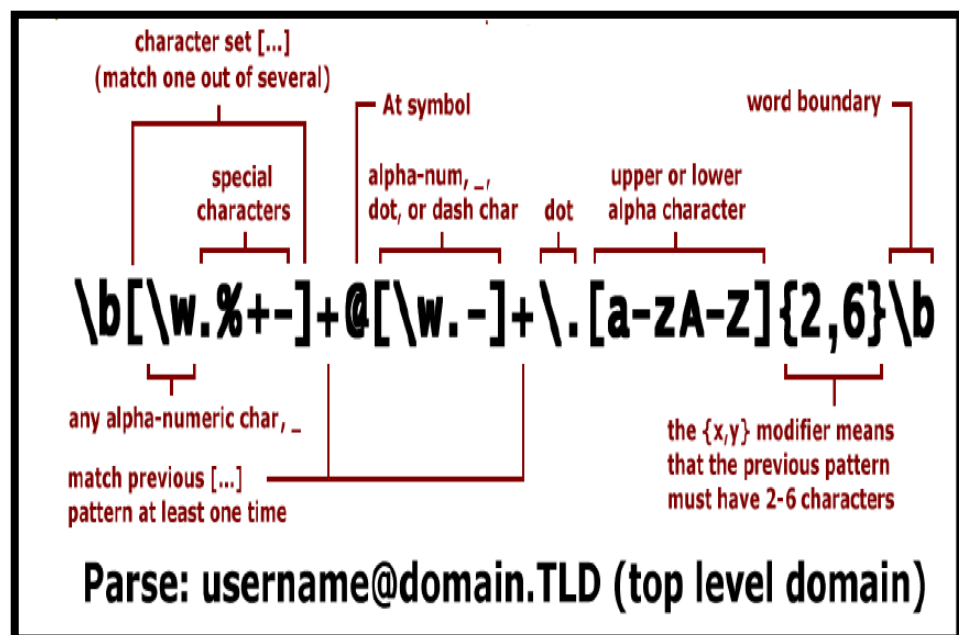 character set [...]
(match one out of several)
At symbol
word boundary
special
characters
alpha-num, _,
dot, or dash char
dot
upper or lower
alpha character
\b[\w.%+-]+@[\w.-]+\.[a-zA-Z]{2,6}\b
any alpha-numeric char, _
match previous [...]
pattern at least one time
the {x,y} modifier means
that the previous pattern
must have 2-6 characters
Parse: username@domain.TLD (top level domain)